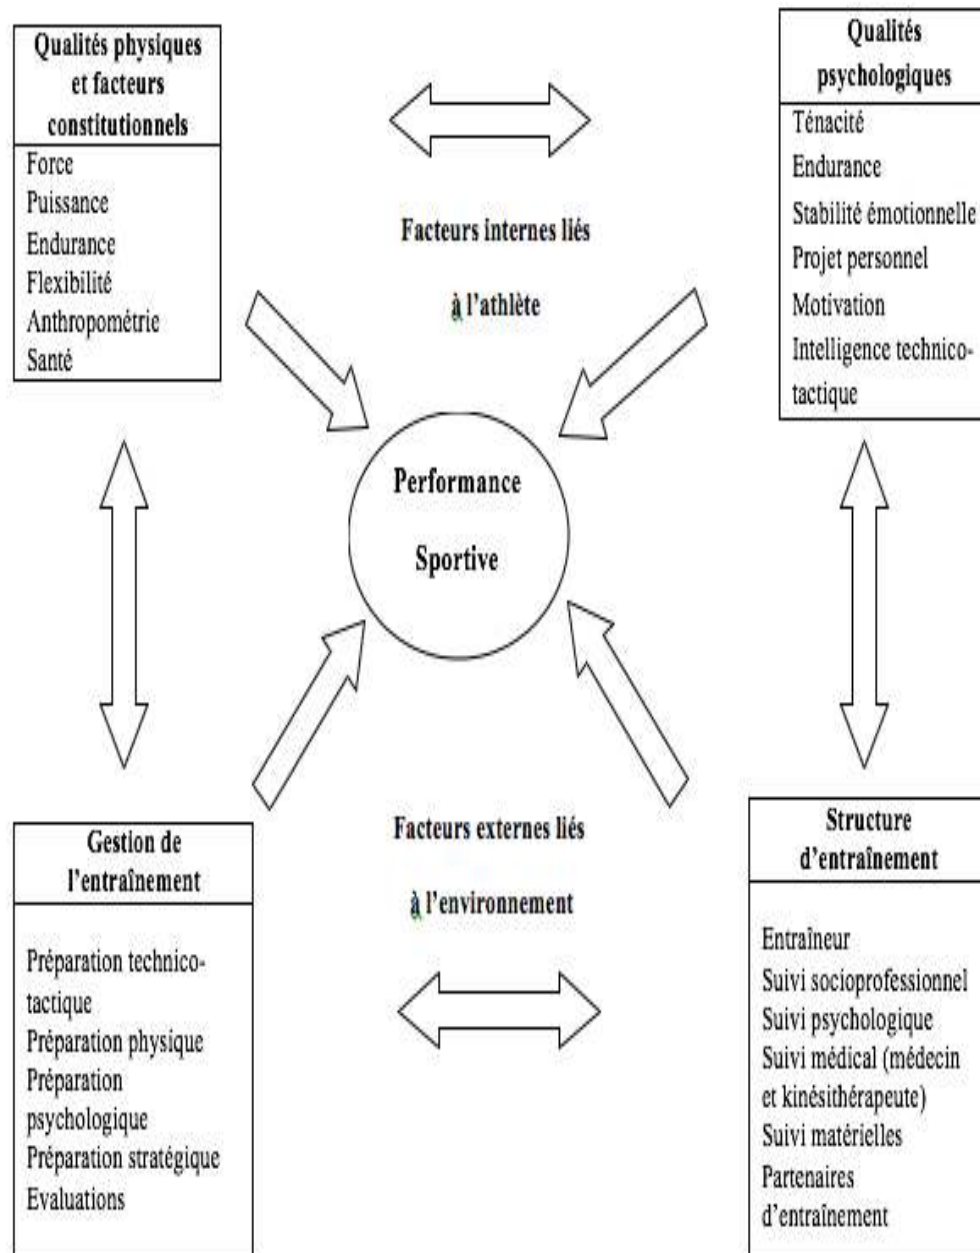 Qualités physiques
et facteurs
constitutionnels
Force
Puissance
Endurance
Flexibilité
Anthropométrie
Santé
Facteurs internes liés
à l'athlète
Qualités
psychologiques
Ténacité
Endurance
Stabilité émotionnelle
Projet personnel
Motivation
Intelligence technico-
tactique
Performance
Sportive
Gestion de
l'entraînement
Préparation technico-
tactique
Préparation physique
Préparation
psychologique
Préparation stratégique
Evaluations
Facteurs externes liés
à l'environnement
Structure
d'entraînement
Entraîneur
Suivi socioprofessionnel
Suivi psychologique
Suivi médical (médecin
et kinésithérapeute)
Suivi matérielles
Partenaires
d'entraînement